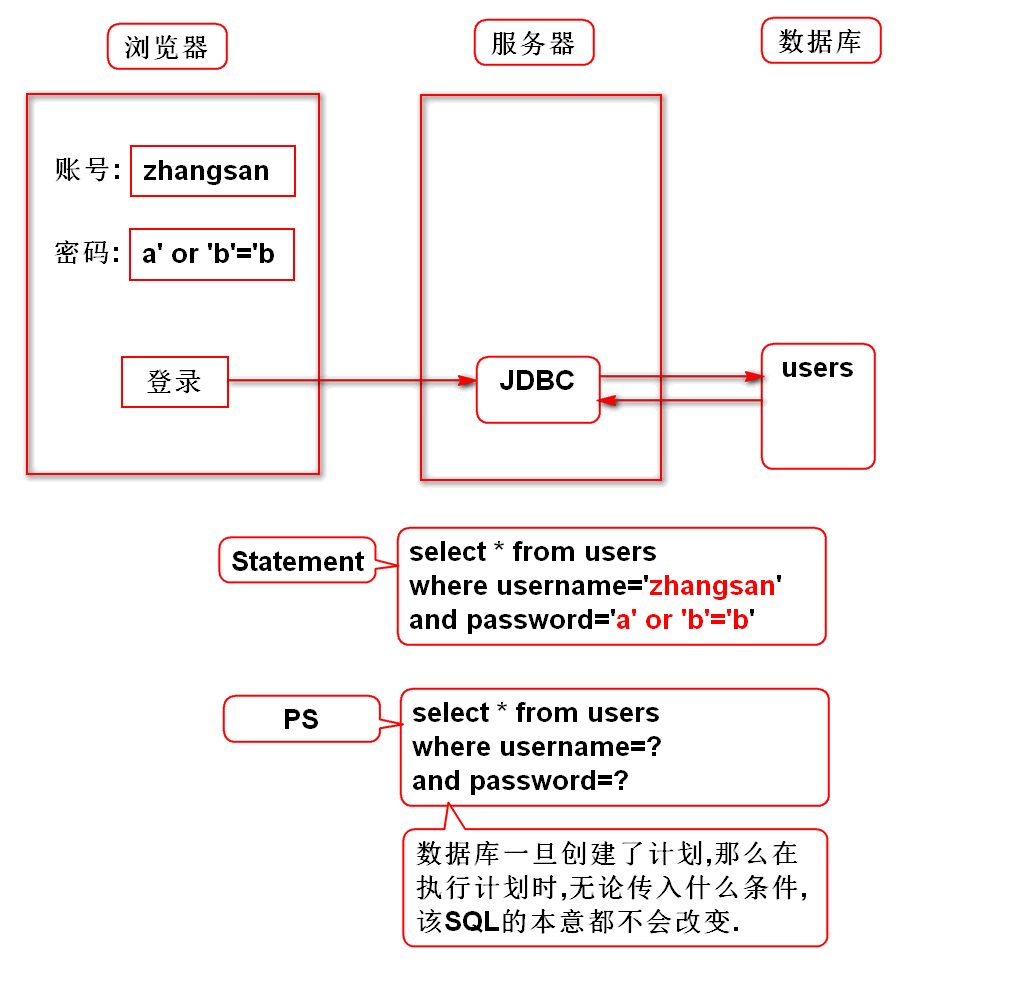 浏览器
服务器
数据库
账号: zhangsan
密码: a' or 'b'='b
登录
JDBC
users
Statement
select * from users
where username='zhangsan'
and password='a' or 'b'='b'
PS
select * from users
where username=?
and password=?
数据库一旦创建了计划,那么在
执行计划时,无论传入什么条件,
该SQL的本意都不会改变.